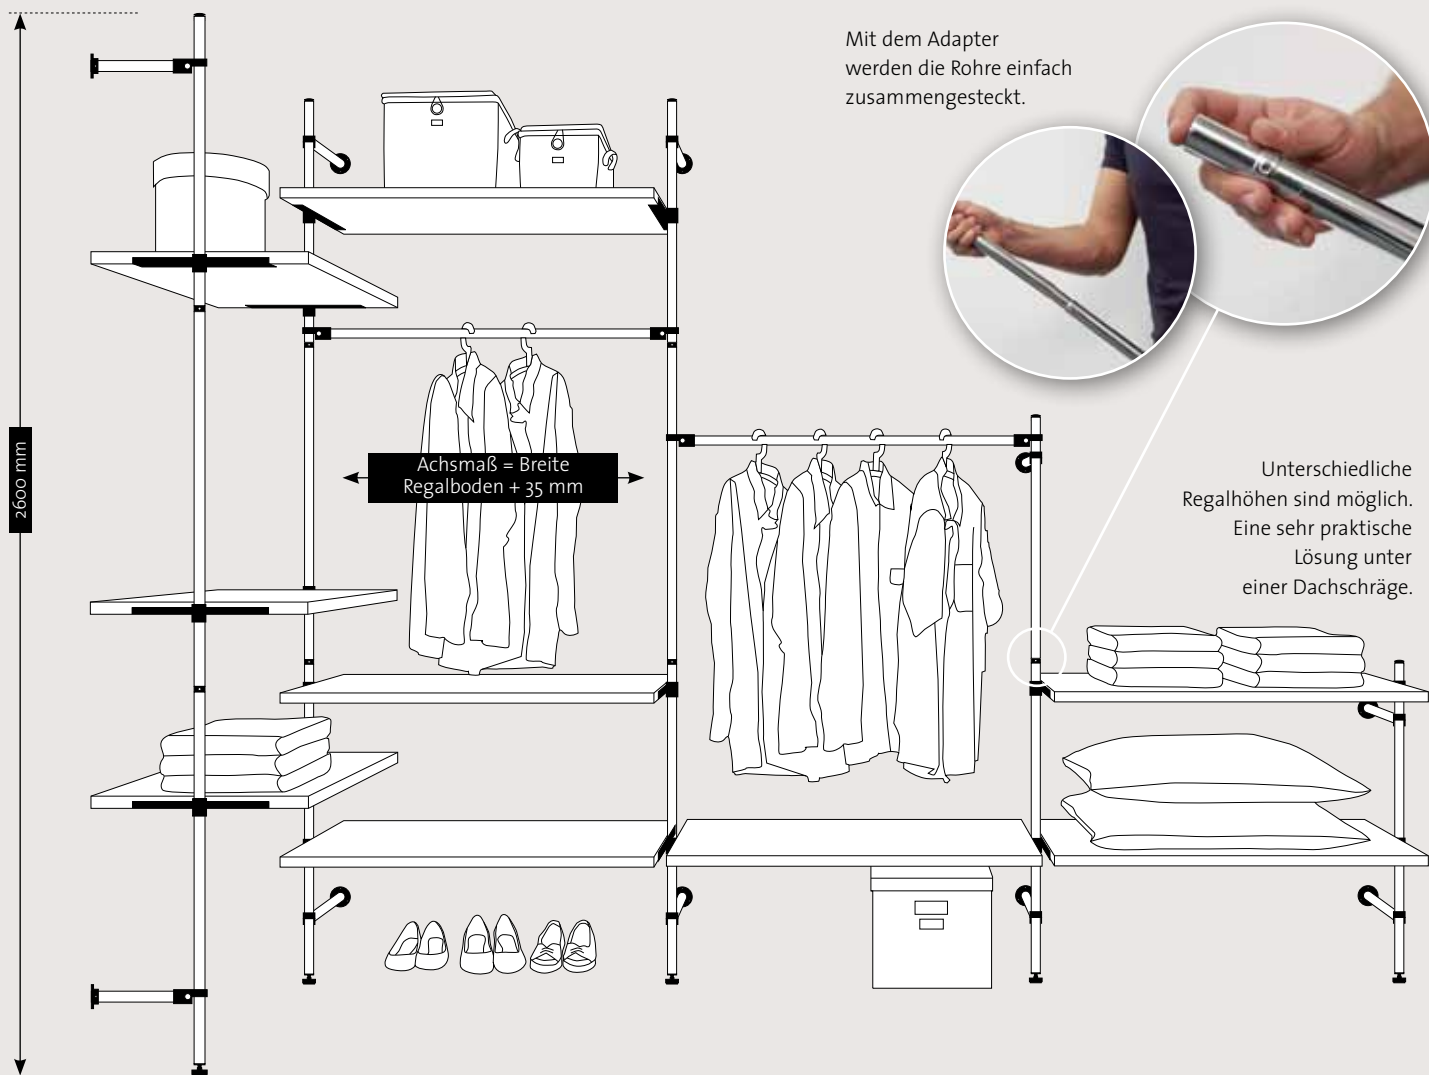 Mit dem Adapter
werden die Rohre einfach
zusammengesteckt.
2600 mm
Achsmaß = Breite
Regalboden + 35 mm
Unterschiedliche
Regalhöhen sind möglich.
Eine sehr praktische
Lösung unter
einer Dachschräge.